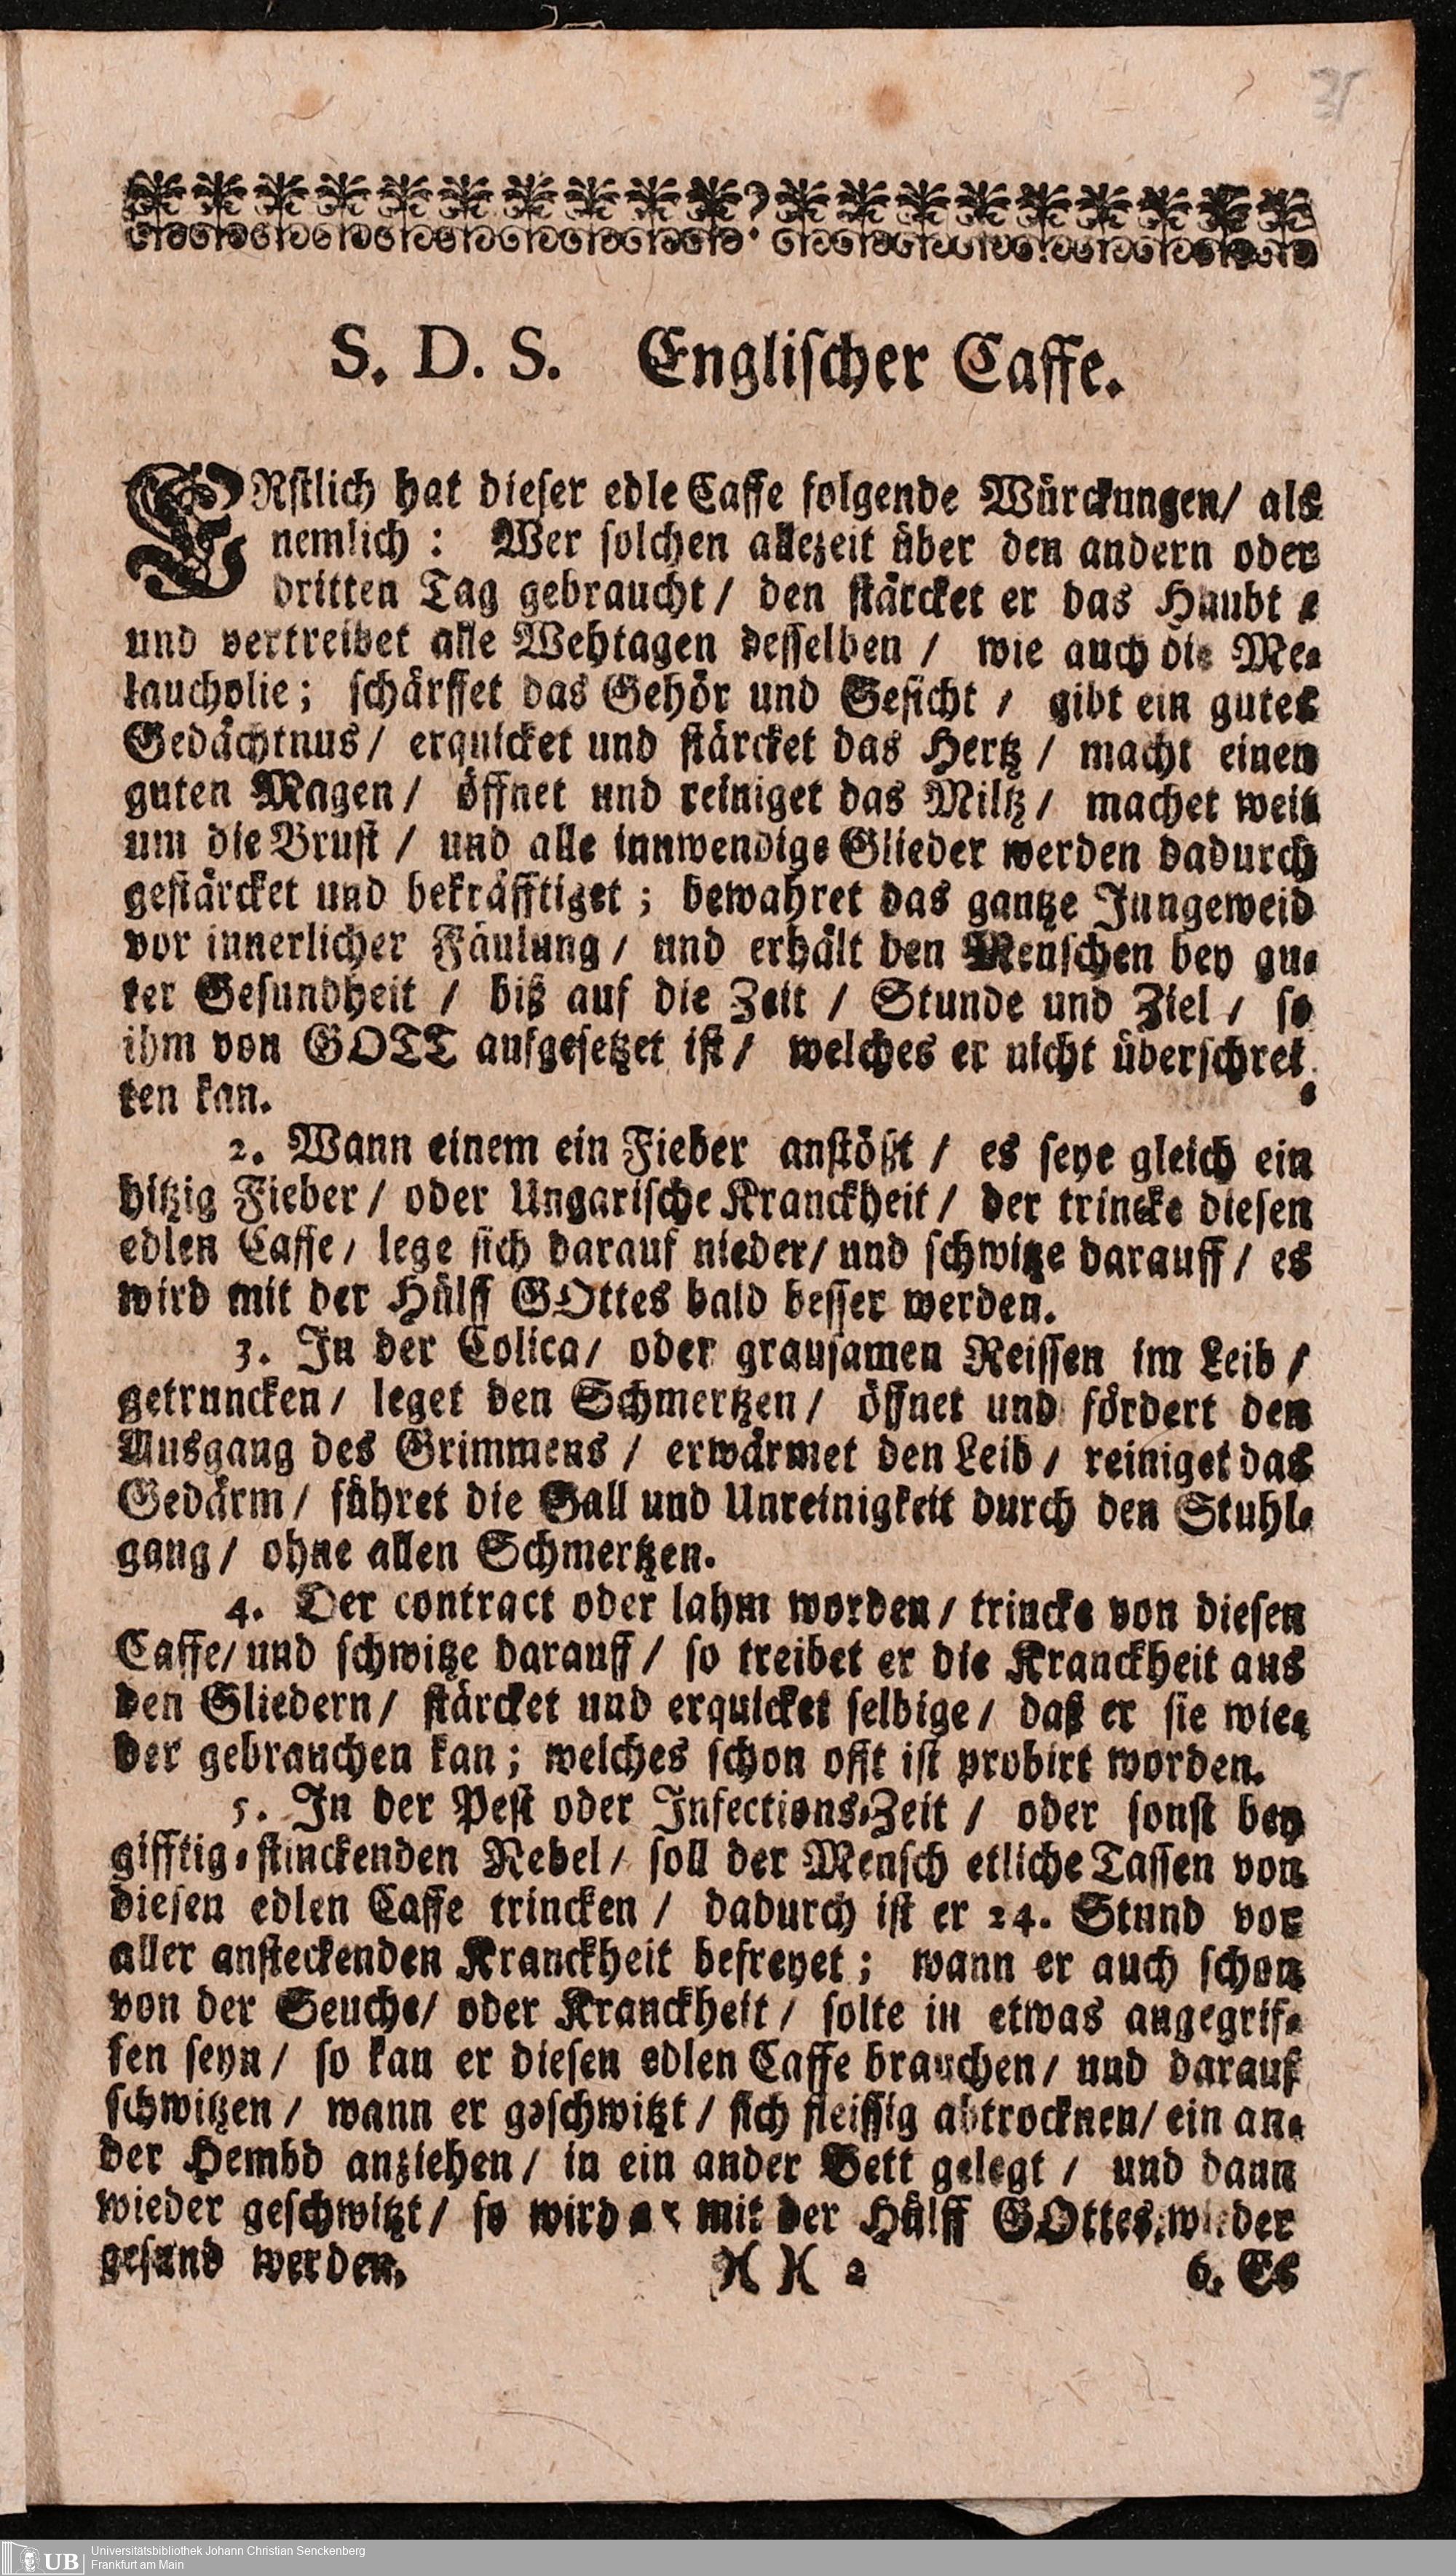 S. D. S. Englischer Caffe.
ERstlich hat dieser edle Caffe folgende Würckungen/ als
nemlich : Wer solchen allezeit über den andern oder
dritten Tag gebraucht / den stärcket er das Haubt /
und vertreibet alle Wehtagen desselben / wie auch die Me-
laucholie; schärffet das Gehör und Gesicht / gibt ein gutes
Gedächtnus / erquicket und stärcket das Hertz / macht einen
guten Magen / öffnet und reiniget das Miltz / machet weit
um die Brust / und alle innwendige Glieder werden dadurch
gestärcket und bekräfftiget ; bewahret das gantze Jungeweid
vor innerlicher Fäulung / und erhält den Menschen bey gu-
ter Gesundheit / biß auf die Zeit / Stunde und Ziel / so
ihm von GOTT aufgesetzet ist / welches er nicht überschrei-
ten kan.
2. Wann einem ein Fieber anstößt / es seye gleich ein
hitzig Fieber / oder Ungarische Kranckheit / der trincke diesen
edlen Caffe / lege sich darauf nieder / und schwitze darauff / es
wird mit der Hülff GOttes bald besser werden.
3. In der Colica / oder grausamen Reissen im Leib /
getruncken / leget den Schmertzen / öffnet und fördert den
Ausgang des Grimmens / erwärmet den Leib / reiniget das
Gedärm / führet die Gall und Unreinigkeit durch den Stuhl-
gang / ohne allen Schmertzen.
4. Der contract oder lahm worden / trincke von diesen
Caffe / und schwitze darauff / so treibet er die Kranckheit aus
den Gliedern / stärcket und erquicket selbige / daß er sie wie-
der gebrauchen kan ; welches schon offt ist probirt worden.
5. In der Pest oder Infections-Zeit / oder sonst bey
gifftig-stinckenden Nebel / soll der Mensch etliche Tassen von
diesen edlen Caffe trincken / dadurch ist er 24. Stund vor
aller ansteckenden Kranckheit befreyet ; wann er auch schon
von der Seuche / oder Kranckheit / solte in etwas angegrif-
fen seyn / so kan er diesen edlen Caffe brauchen / und darauf
schwitzen / wann er geschwitzt / sich fleissig abtrocknen / ein an-
der Hembd anziehen / in ein ander Bett gelegt / und dann
wieder geschwitzt / so wird er mit der Hülff GOttes wieder
gesund werden.
6. Es
UB Universitätsbibliothek Johann Christian Senckenberg
Frankfurt am Main